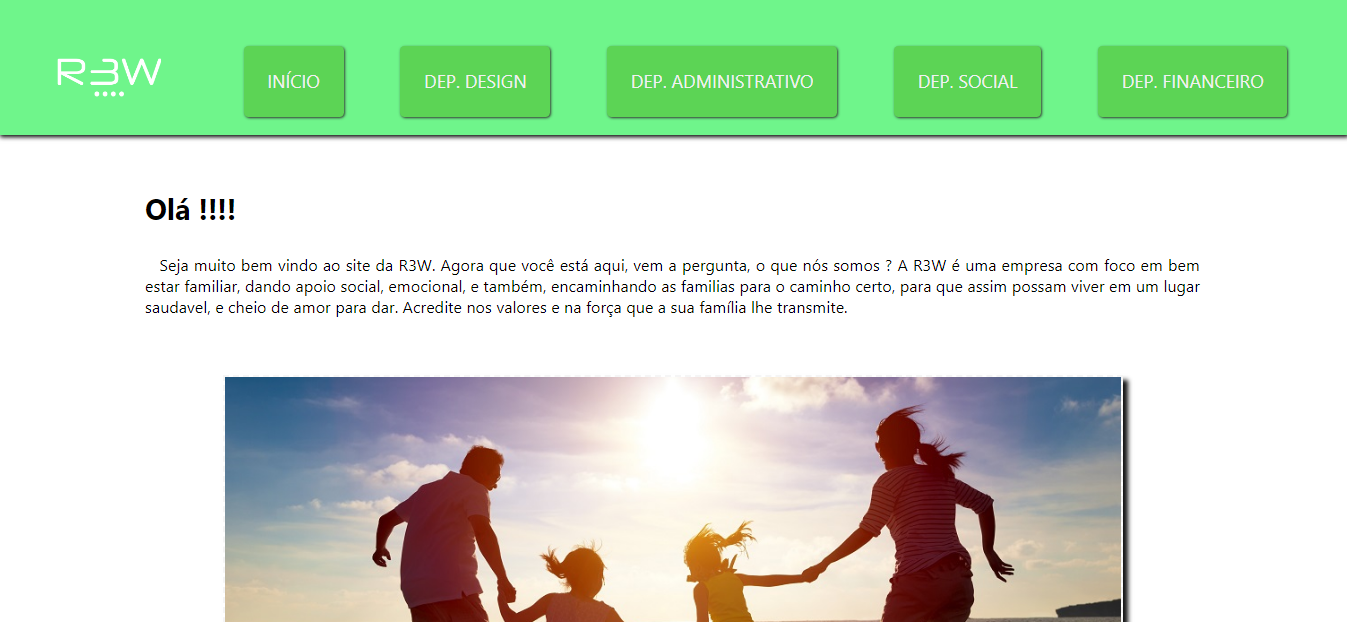 R3W
INÍCIO
DEP. DESIGN
DEP. ADMINISTRATIVO
DEP. SOCIAL
DEP. FINANCEIRO
Olá !!!!
Seja muito bem vindo ao site da R3W. Agora que você está aqui, vem a pergunta, o que nós somos ? A R3W é uma empresa com foco em bem
estar familiar, dando apoio social, emocional, e também, encaminhando as familias para o caminho certo, para que assim possam viver em um lugar
saudavel, e cheio de amor para dar. Acredite nos valores e na força que a sua família lhe transmite.